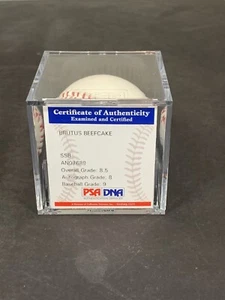 Certificate of Authenticity
Examined and Certified
BRUTUS BEEFCAKE
SSB
Overall Grade: 8.5
Autograph Grade: 8
Baseball Grade: 9
PSA DNA